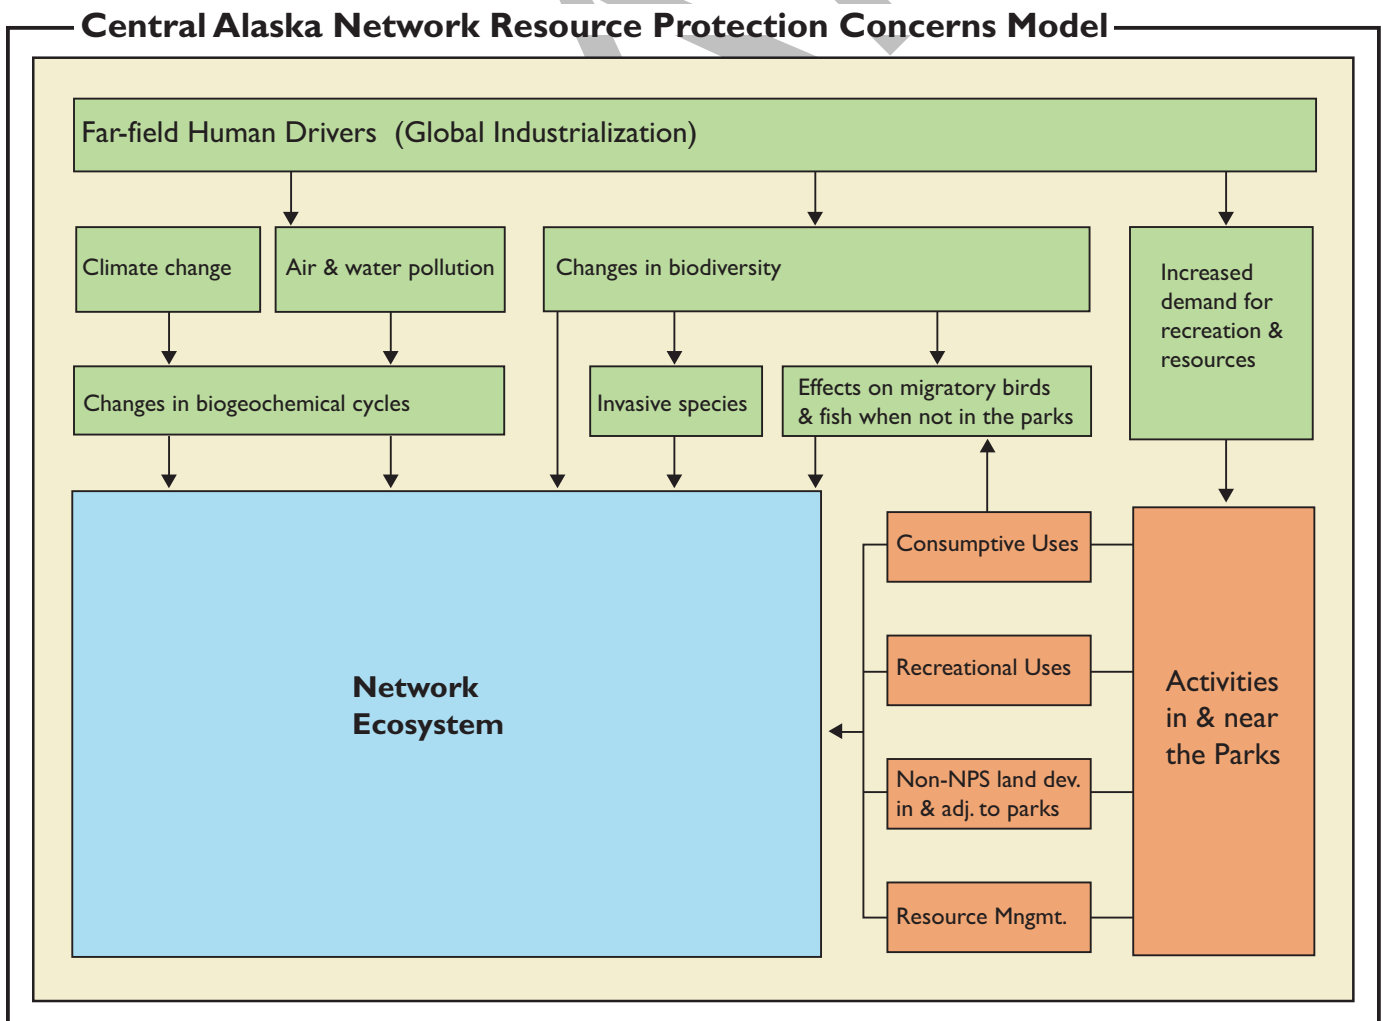 Central Alaska Network Resource Protection Concerns Model
Far-field Human Drivers (Global Industrialization)
Climate change
Air & water pollution
Changes in biodiversity
Increased
demand for
recreation &
resources
Changes in biogeochemical cycles
Invasive species
Effects on migratory birds
& fish when not in the parks
Consumptive Uses
Recreational Uses
Non-NPS land dev.
in & adj. to parks
Resource Mngmt.
Network
Ecosystem
Activities
in & near
the Parks